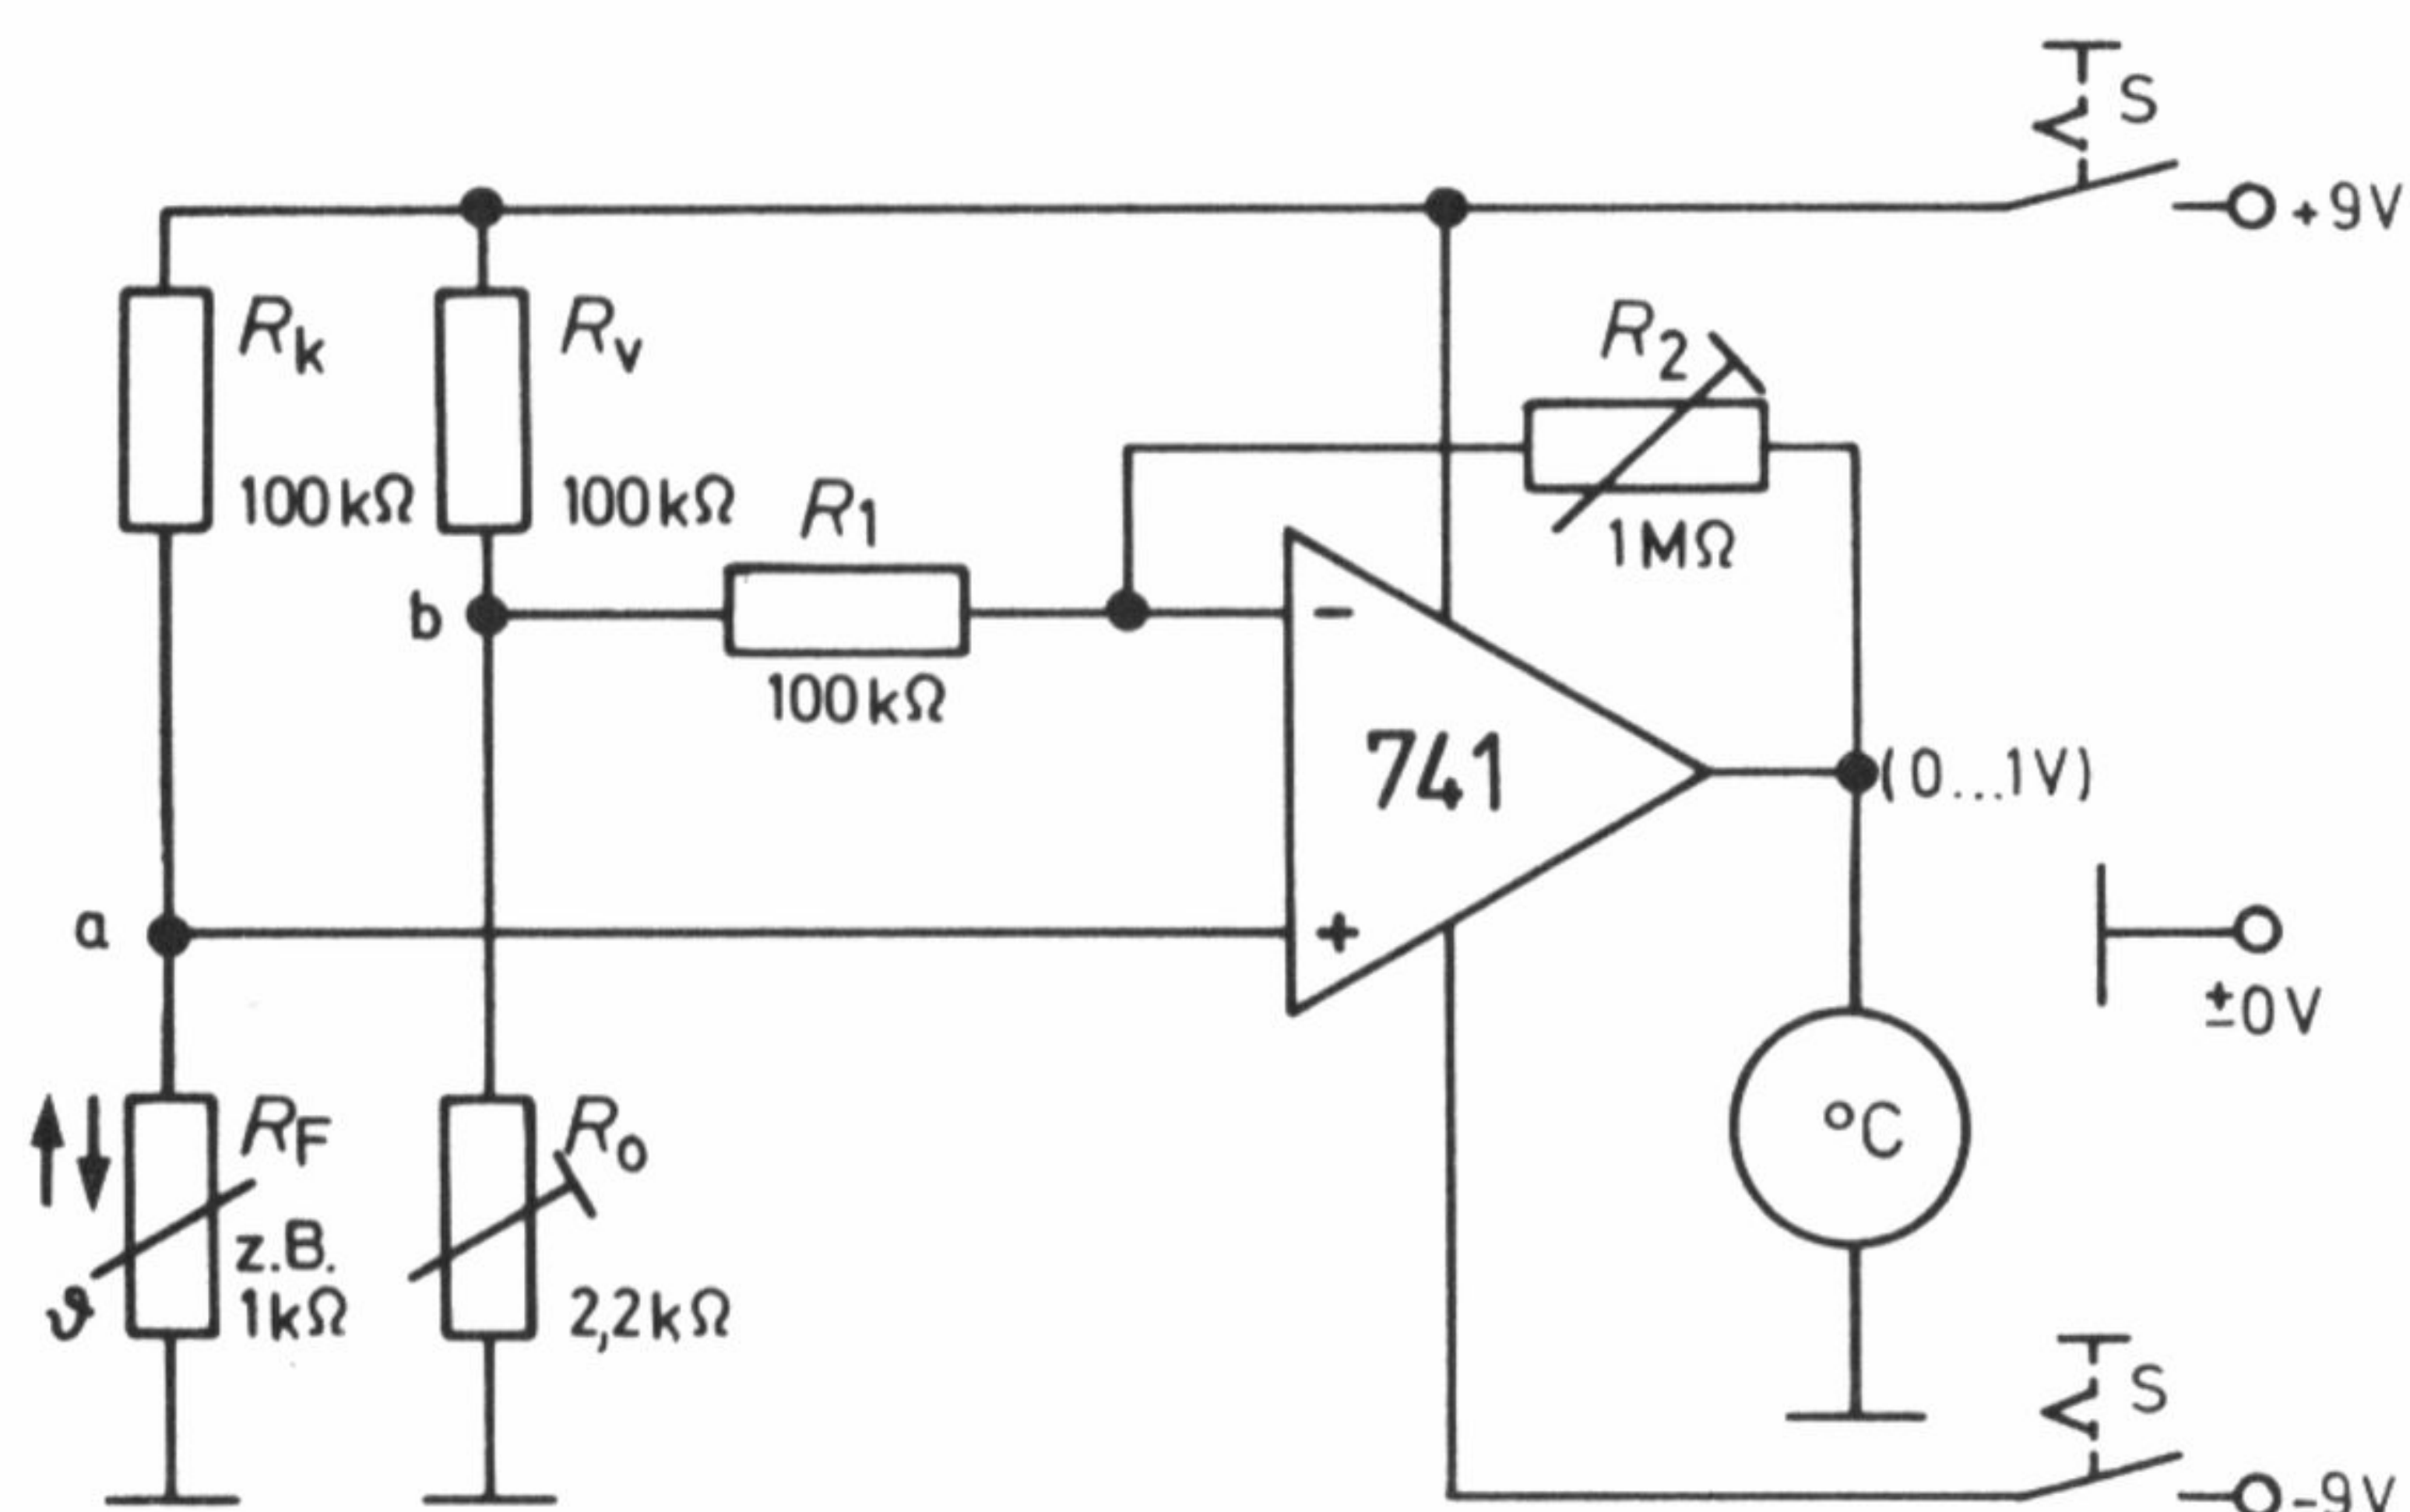 S
+9V
Rk
Rv
R2
100kΩ
100kΩ
R1
1MΩ
b
-
100kΩ
741
(0...1V)
a
+
±0V
RF
Ro
°C
z.B.
1kΩ
ϑ
2,2kΩ
S
-9V